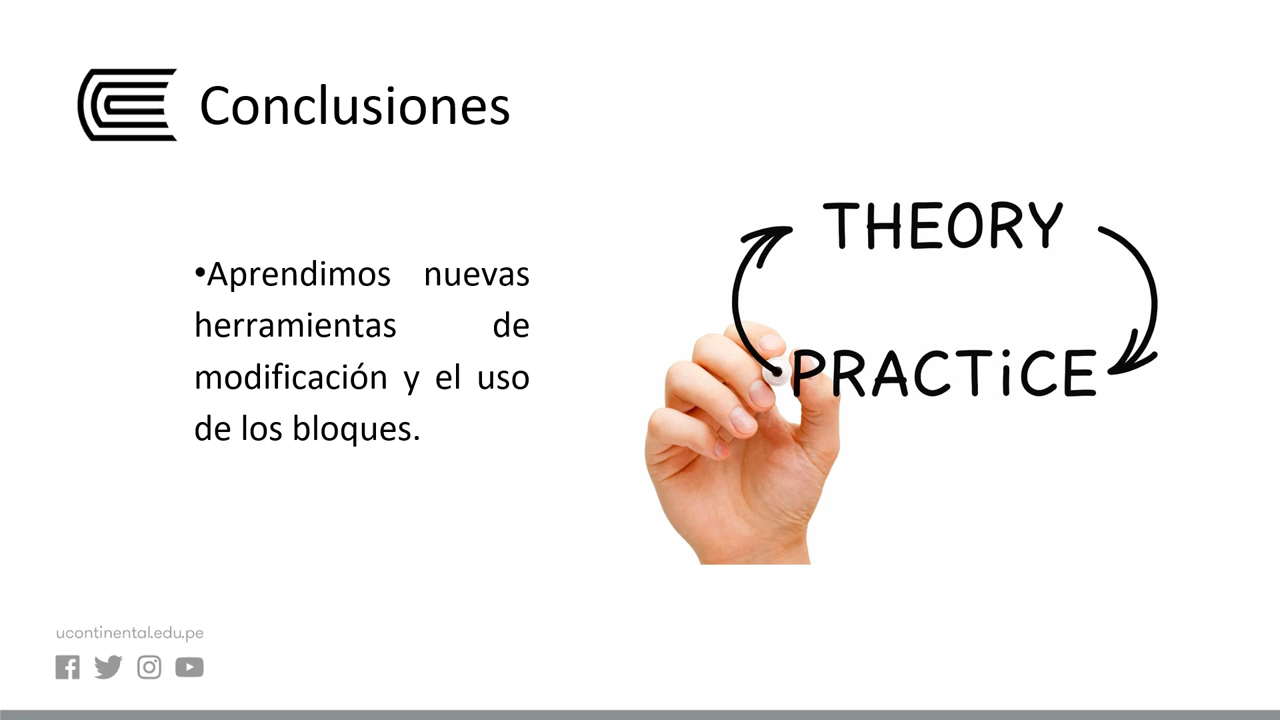 Conclusiones
•Aprendimos nuevas
herramientas de
modificación y el uso
de los bloques.
THEORY
PRACTiCE
ucontinental.edu.pe